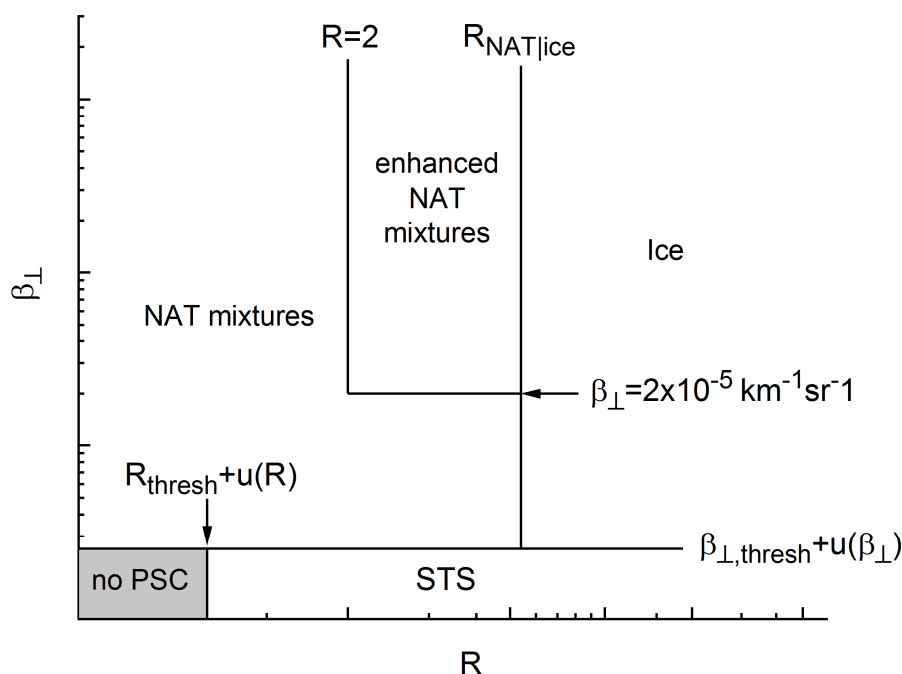 R=2
R_NAT|ice
enhanced
NAT
mixtures
Ice
β⊥
NAT mixtures
β⊥=2x10⁻⁵ km⁻¹sr⁻¹
R_thresh+u(R)
β⊥,thresh+u(β⊥)
no PSC
STS
R